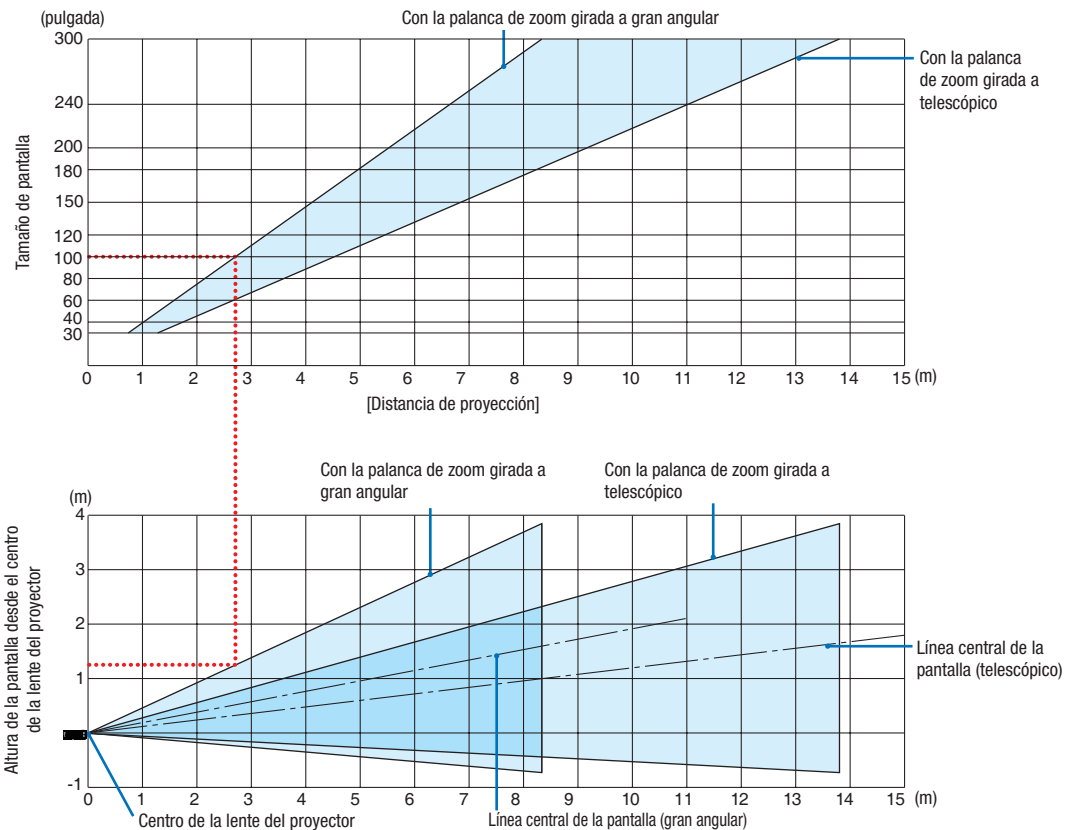 (pulgada)
Con la palanca de zoom girada a gran angular
300
240
200
180
150
120
100
80
60
40
30
Tamaño de pantalla
Con la palanca
de zoom girada a
telescópico
0 1 2 3 4 5 6 7 8 9 10 11 12 13 14 15 (m)
[Distancia de proyección]
Con la palanca de zoom girada a
gran angular
Con la palanca de zoom girada a
telescópico
(m)
4
3
2
1
-1
Altura de la pantalla desde el centro
de la lente del proyector
Línea central de la
pantalla (telescópico)
0 1 2 3 4 5 6 7 8 9 10 11 12 13 14 15 (m)
Centro de la lente del proyector
Línea central de la pantalla (gran angular)